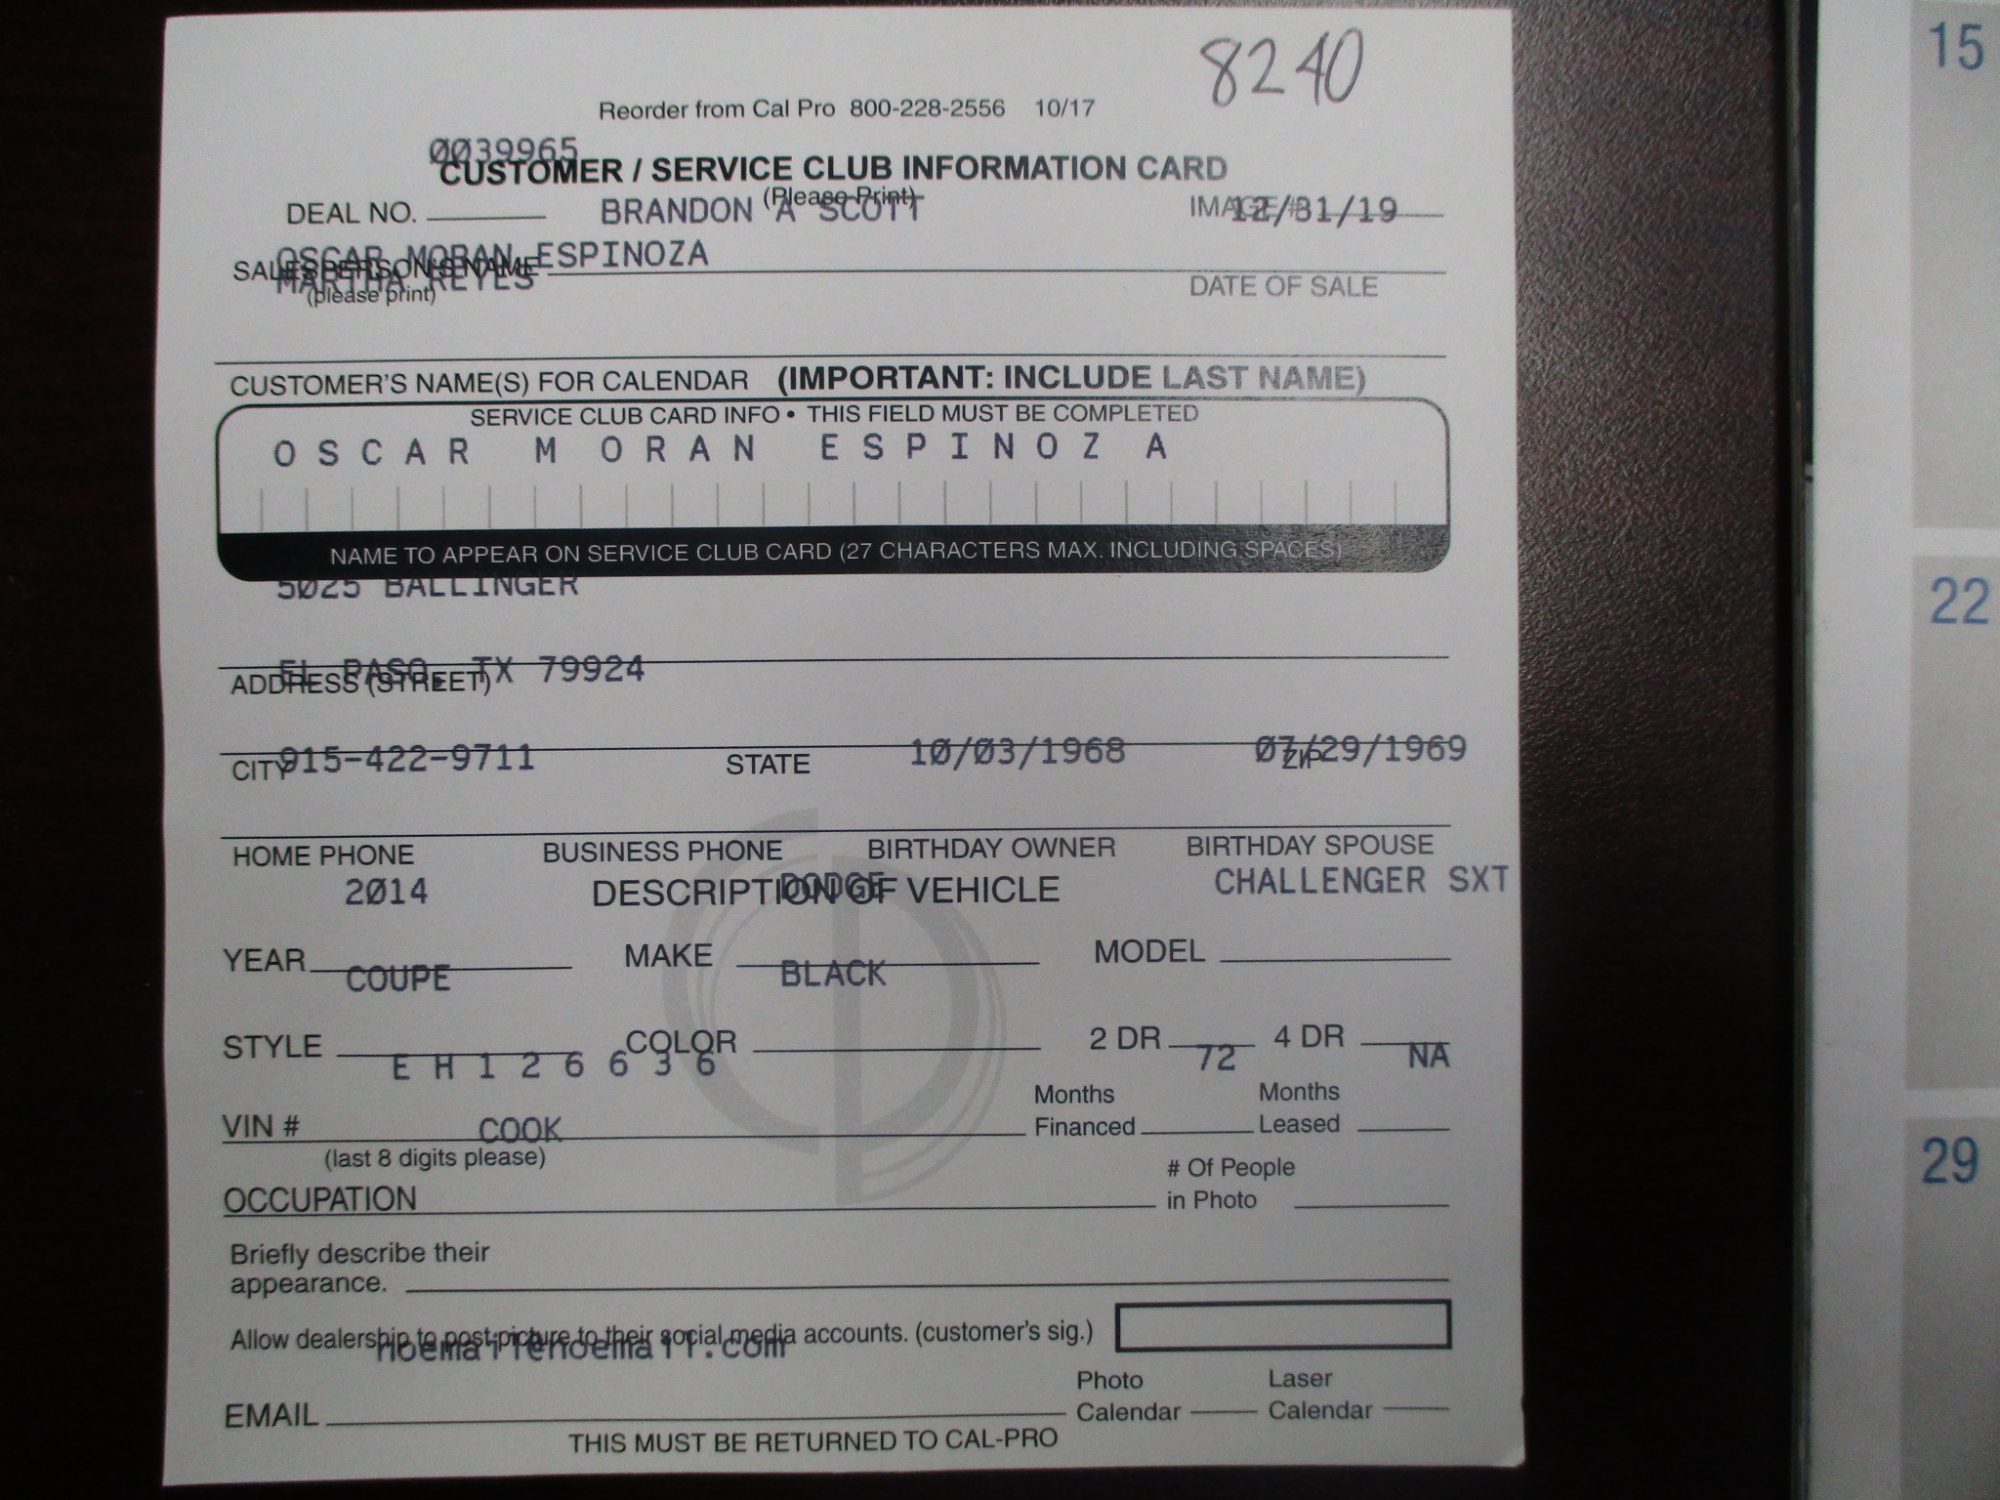 8240
Reorder from Cal Pro 800-228-2556 10/17
0039965
CUSTOMER / SERVICE CLUB INFORMATION CARD
(Please Print)
DEAL NO. BRANDON A SCOTT IMAGE # 12/31/19
OSCAR MORAN ESPINOZA
SALESPERSON'S NAME
MARTHA REYES
(please print) DATE OF SALE
CUSTOMER'S NAME(S) FOR CALENDAR (IMPORTANT: INCLUDE LAST NAME)
SERVICE CLUB CARD INFO • THIS FIELD MUST BE COMPLETED
OSCAR MORAN ESPINOZA
NAME TO APPEAR ON SERVICE CLUB CARD (27 CHARACTERS MAX. INCLUDING SPACES)
5025 BALLINGER
EL PASO, TX 79924
ADDRESS (STREET)
915-422-9711 10/03/1968 07/29/1969
CITY STATE ZIP
HOME PHONE BUSINESS PHONE BIRTHDAY OWNER BIRTHDAY SPOUSE
2014 DODGE CHALLENGER SXT
DESCRIPTION OF VEHICLE
YEAR MAKE MODEL
COUPE BLACK
STYLE COLOR 2 DR 4 DR
EH126636 72 NA
Months Financed Months Leased
VIN # COOK
(last 8 digits please)
# Of People in Photo
OCCUPATION
Briefly describe their
appearance.
Allow dealership to post picture to their social media accounts. (customer's sig.)
noemail@noemail.com
Photo Calendar Laser Calendar
EMAIL
THIS MUST BE RETURNED TO CAL-PRO
15
22
29